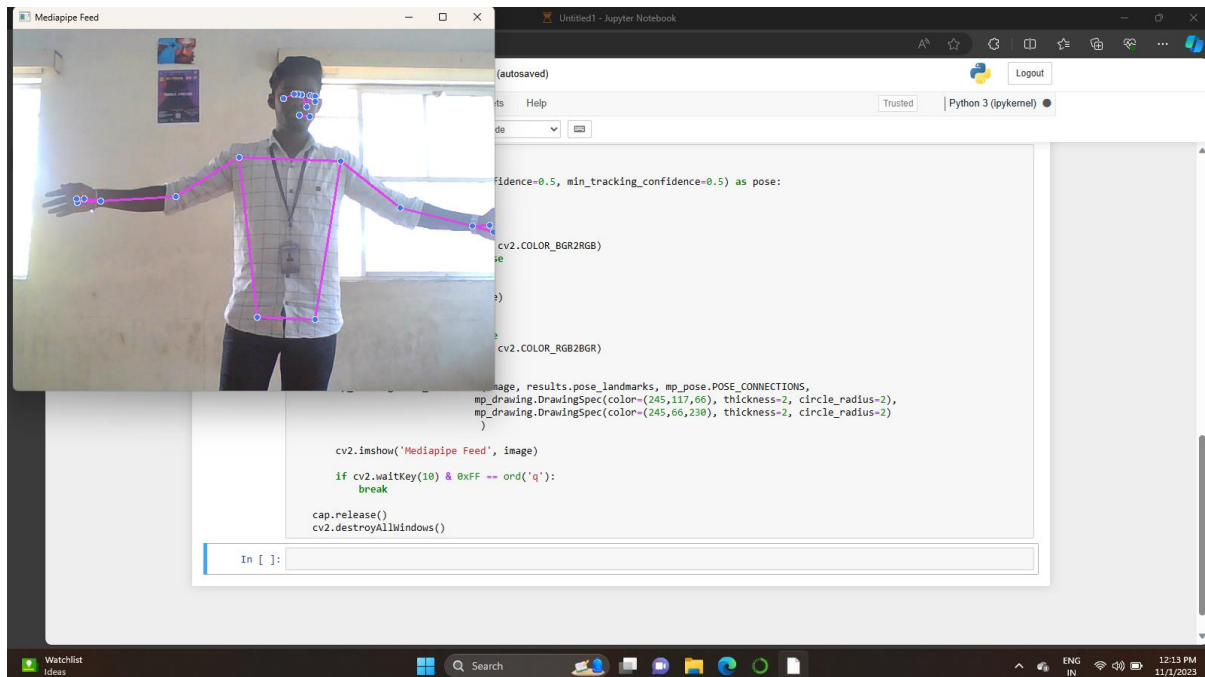 Mediapipe Feed
Untitled1 - Jupyter Notebook
(autosaved)
Logout
Help
Trusted
Python 3 (ipykernel)
fidence=0.5, min_tracking_confidence=0.5) as pose:
cv2.COLOR_BGR2RGB)
se
e)
e
cv2.COLOR_RGB2BGR)
image, results.pose_landmarks, mp_pose.POSE_CONNECTIONS,
mp_drawing.DrawingSpec(color=(245,117,66), thickness=2, circle_radius=2),
mp_drawing.DrawingSpec(color=(245,66,230), thickness=2, circle_radius=2)
)
cv2.imshow('Mediapipe Feed', image)
if cv2.waitKey(10) & 0xFF == ord('q'):
break
cap.release()
cv2.destroyAllWindows()
In [ ]:
Watchlist
Ideas
Search
ENG
IN
12:13 PM
11/1/2023